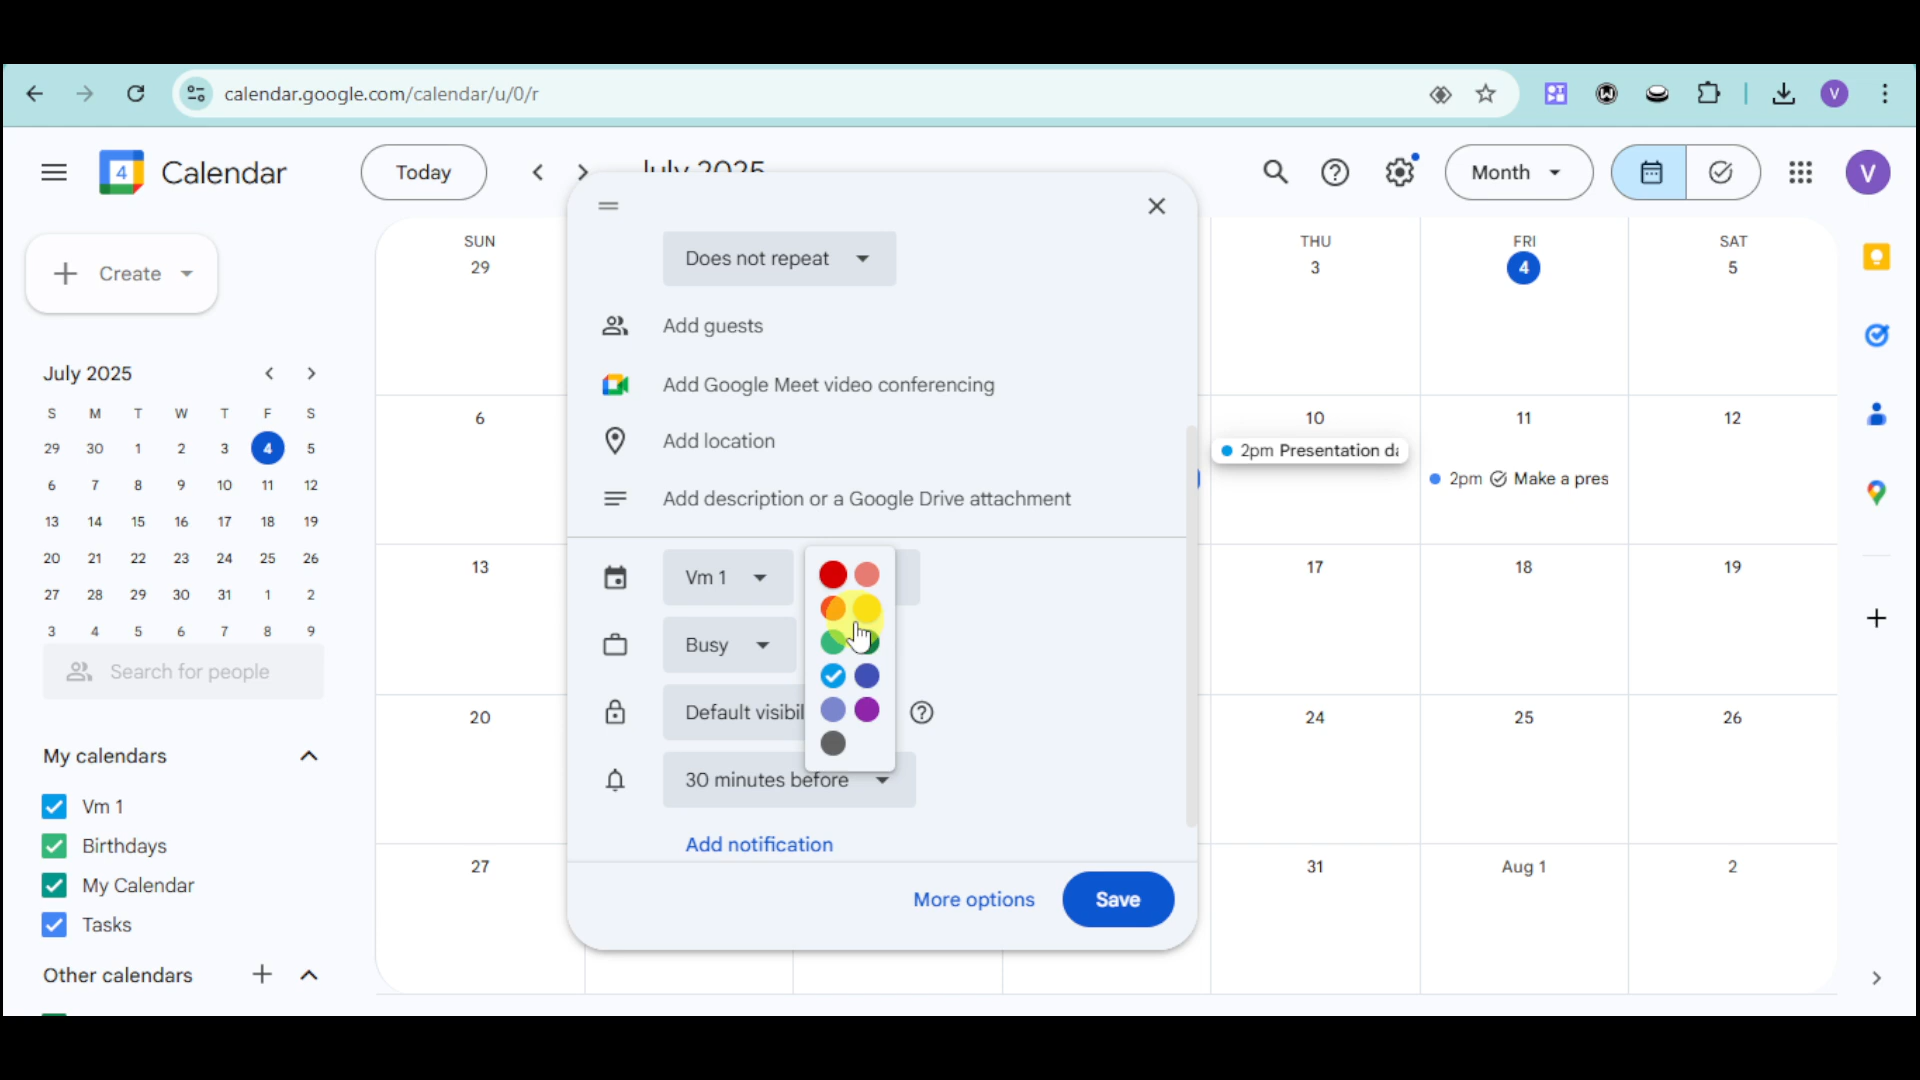 calendar.google.com/calendar/u/0/r
V
4
Calendar
Today
July 2025
Month
V
Create
July 2025
S M T W T F S
29 30 1 2 3 4 5
6 7 8 9 10 11 12
13 14 15 16 17 18 19
20 21 22 23 24 25 26
27 28 29 30 31 1 2
3 4 5 6 7 8 9
Search for people
My calendars
Vm 1
Birthdays
My Calendar
Tasks
Other calendars
SUN THU FRI SAT
29 3 4 5
6 10 11 12
2pm Presentation
2pm Make a pres
13 17 18 19
20 24 25 26
27 31 Aug 1 2
Does not repeat
Add guests
Add Google Meet video conferencing
Add location
Add description or a Google Drive attachment
Vm 1
Busy
Default visibil
30 minutes before
Add notification
More options
Save